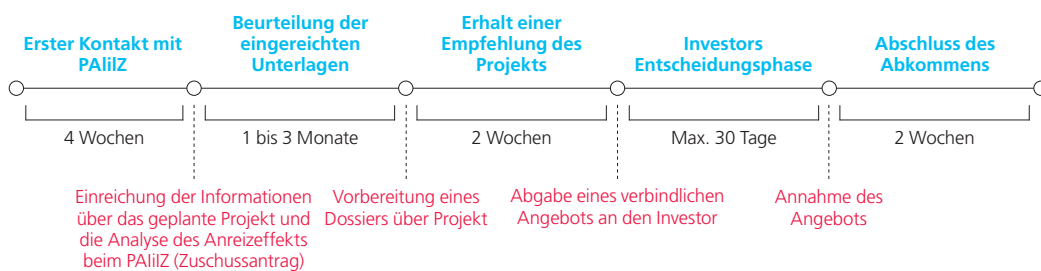 Erster Kontakt mit
PAIiIZ
Beurteilung der
eingereichten
Unterlagen
Erhalt einer
Empfehlung des
Projekts
Investors
Entscheidungsphase
Abschluss des
Abkommens
4 Wochen
1 bis 3 Monate
2 Wochen
Max. 30 Tage
2 Wochen
Einreichung der Informationen
über das geplante Projekt und
die Analyse des Anreizeffekts
beim PAIiIZ (Zuschussantrag)
Vorbereitung eines
Dossiers über Projekt
Abgabe eines verbindlichen
Angebots an den Investor
Annahme des
Angebots